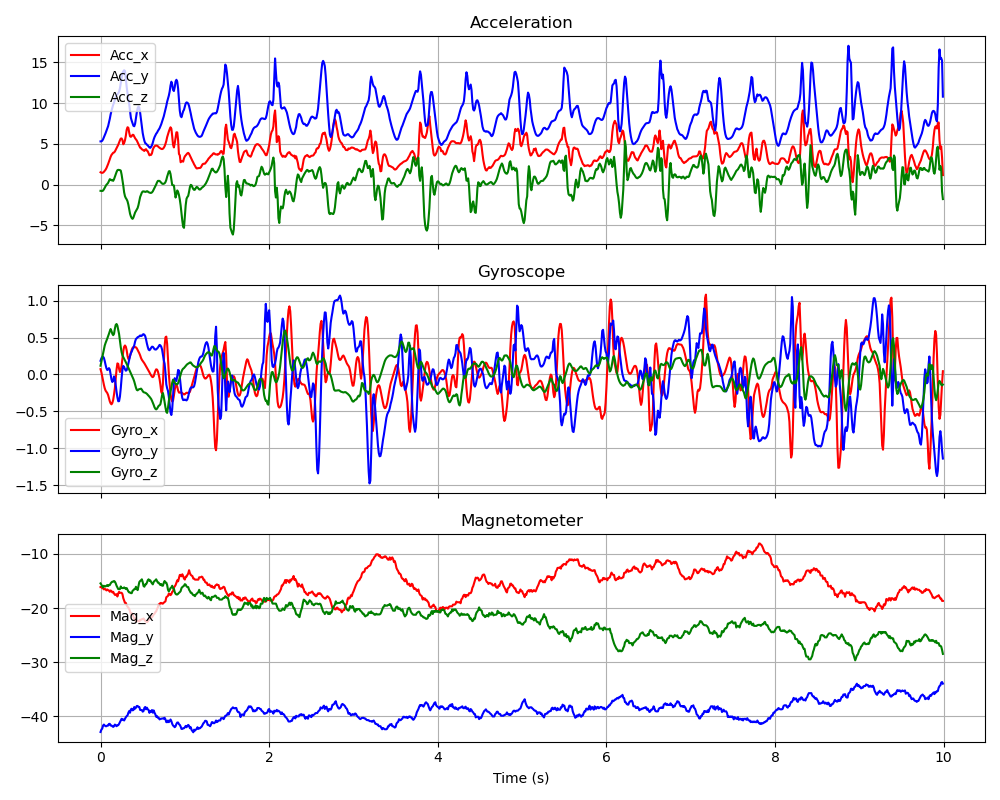 Acceleration
15
10
5
0
−5
Acc_x
Acc_y
Acc_z
Gyroscope
1.0
0.5
0.0
−0.5
−1.0
−1.5
Gyro_x
Gyro_y
Gyro_z
Magnetometer
−10
−20
−30
−40
Mag_x
Mag_y
Mag_z
0 2 4 6 8 10
Time (s)